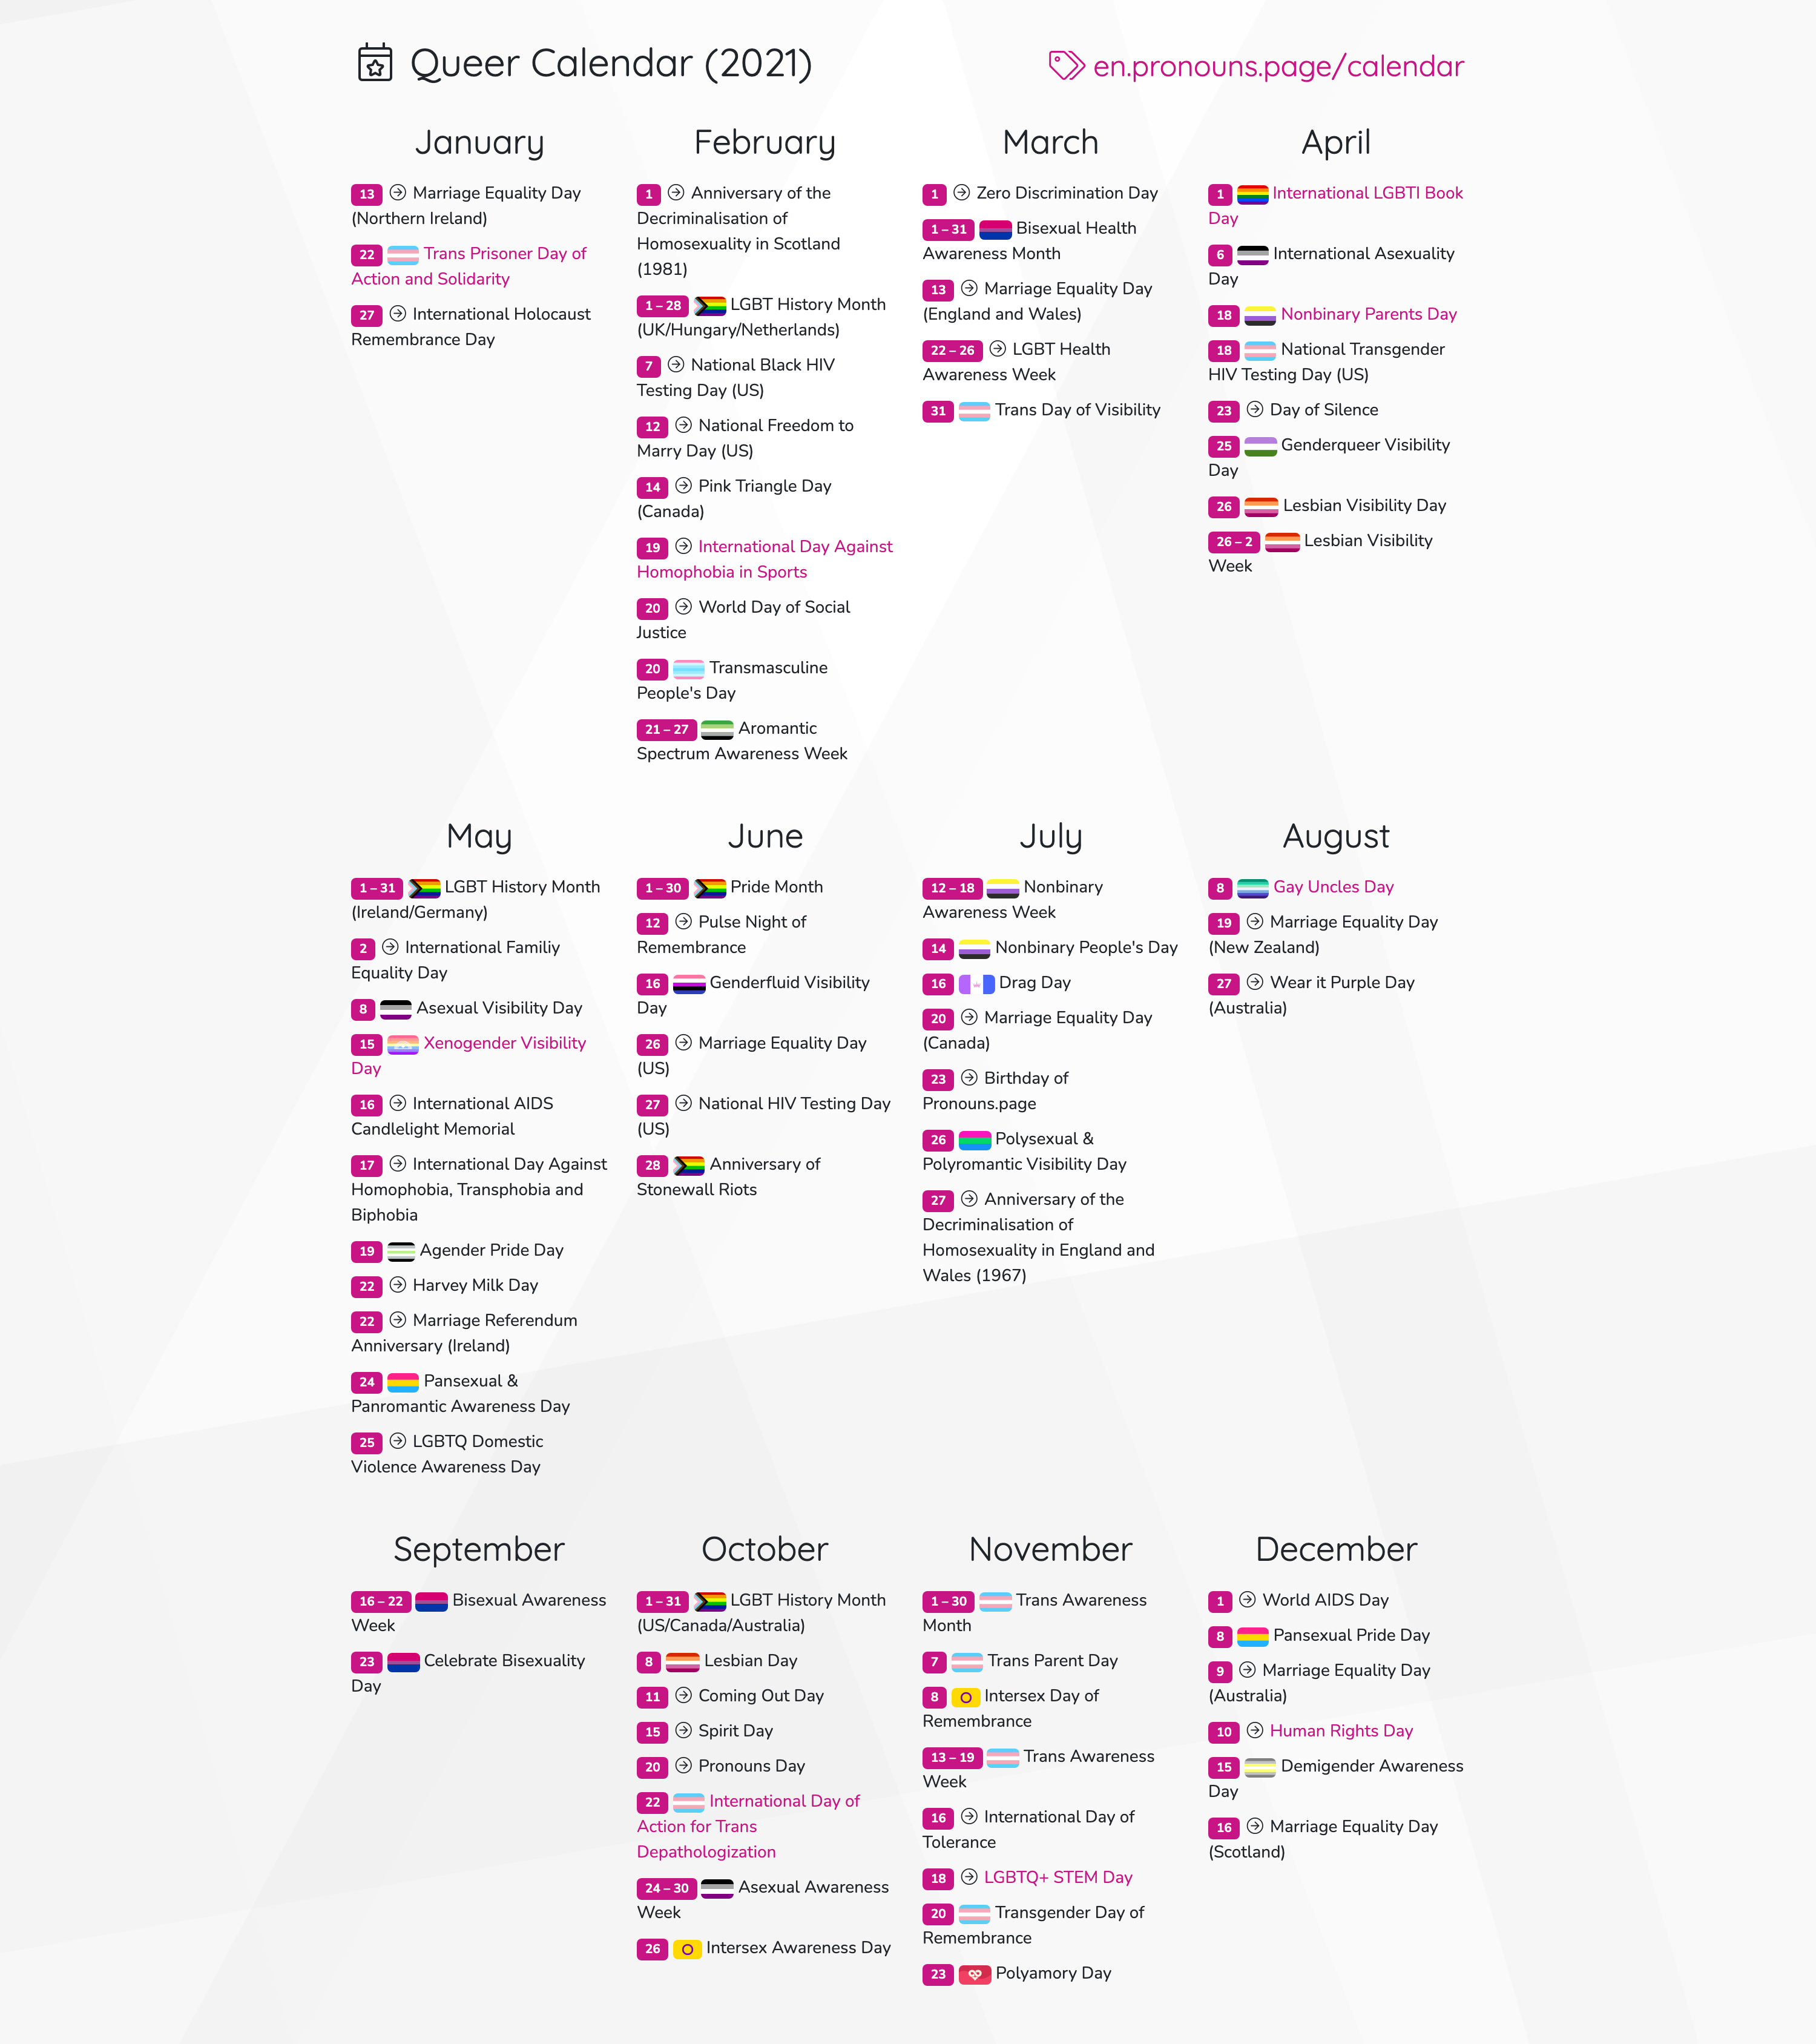 Queer Calendar (2021)
en.pronouns.page/calendar
January
13 Marriage Equality Day
(Northern Ireland)
22 Trans Prisoner Day of
Action and Solidarity
27 International Holocaust
Remembrance Day
February
1 Anniversary of the
Decriminalisation of
Homosexuality in Scotland
(1981)
1 – 28 LGBT History Month
(UK/Hungary/Netherlands)
7 National Black HIV
Testing Day (US)
12 National Freedom to
Marry Day (US)
14 Pink Triangle Day
(Canada)
19 International Day Against
Homophobia in Sports
20 World Day of Social
Justice
20 Transmasculine
People's Day
21 – 27 Aromantic
Spectrum Awareness Week
March
1 Zero Discrimination Day
1 – 31 Bisexual Health
Awareness Month
13 Marriage Equality Day
(England and Wales)
22 – 26 LGBT Health
Awareness Week
31 Trans Day of Visibility
April
1 International LGBTI Book
Day
6 International Asexuality
Day
18 Nonbinary Parents Day
18 National Transgender
HIV Testing Day (US)
23 Day of Silence
25 Genderqueer Visibility
Day
26 Lesbian Visibility Day
26 – 2 Lesbian Visibility
Week
May
1 – 31 LGBT History Month
(Ireland/Germany)
2 International Familiy
Equality Day
8 Asexual Visibility Day
15 Xenogender Visibility
Day
16 International AIDS
Candlelight Memorial
17 International Day Against
Homophobia, Transphobia and
Biphobia
19 Agender Pride Day
22 Harvey Milk Day
22 Marriage Referendum
Anniversary (Ireland)
24 Pansexual &
Panromantic Awareness Day
25 LGBTQ Domestic
Violence Awareness Day
June
1 – 30 Pride Month
12 Pulse Night of
Remembrance
16 Genderfluid Visibility
Day
26 Marriage Equality Day
(US)
27 National HIV Testing Day
(US)
28 Anniversary of
Stonewall Riots
July
12 – 18 Nonbinary
Awareness Week
14 Nonbinary People's Day
16 Drag Day
20 Marriage Equality Day
(Canada)
23 Birthday of
Pronouns.page
26 Polysexual &
Polyromantic Visibility Day
27 Anniversary of the
Decriminalisation of
Homosexuality in England and
Wales (1967)
August
8 Gay Uncles Day
19 Marriage Equality Day
(New Zealand)
27 Wear it Purple Day
(Australia)
September
16 – 22 Bisexual Awareness
Week
23 Celebrate Bisexuality
Day
October
1 – 31 LGBT History Month
(US/Canada/Australia)
8 Lesbian Day
11 Coming Out Day
15 Spirit Day
20 Pronouns Day
22 International Day of
Action for Trans
Depathologization
24 – 30 Asexual Awareness
Week
26 Intersex Awareness Day
November
1 – 30 Trans Awareness
Month
7 Trans Parent Day
8 Intersex Day of
Remembrance
13 – 19 Trans Awareness
Week
16 International Day of
Tolerance
18 LGBTQ+ STEM Day
20 Transgender Day of
Remembrance
23 Polyamory Day
December
1 World AIDS Day
8 Pansexual Pride Day
9 Marriage Equality Day
(Australia)
10 Human Rights Day
15 Demigender Awareness
Day
16 Marriage Equality Day
(Scotland)